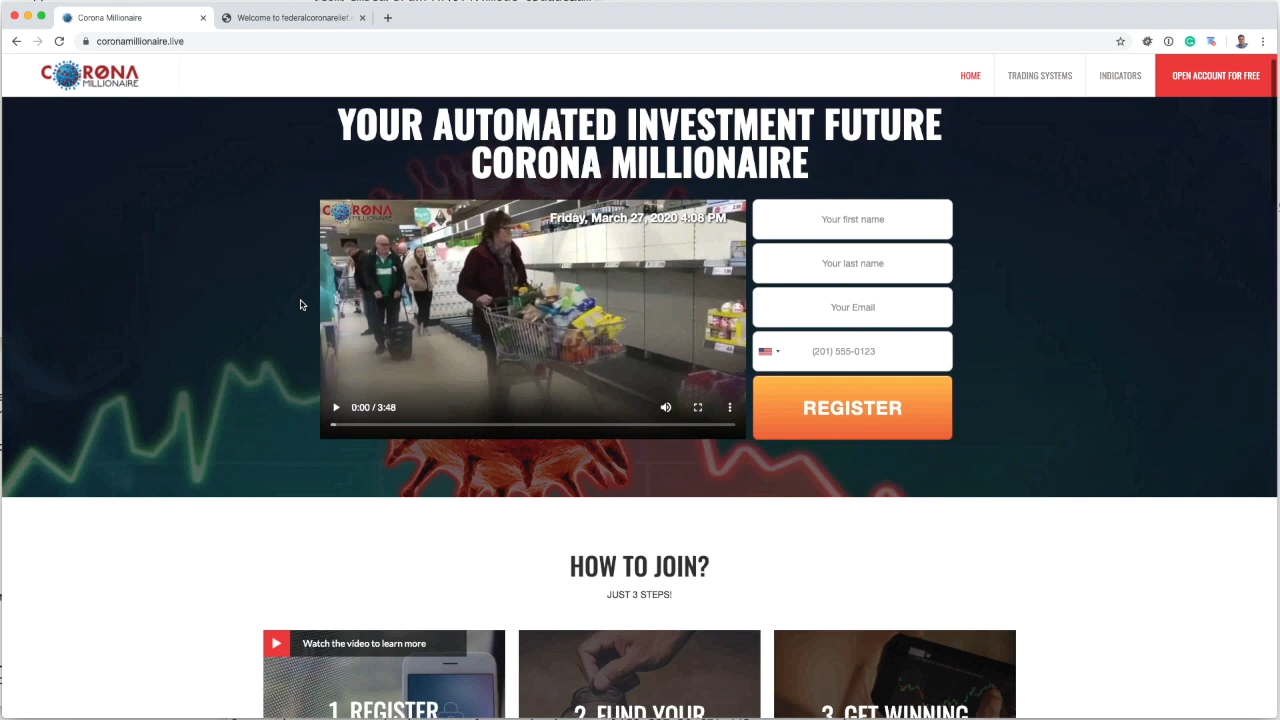 Corona Millionaire
Welcome to federalcoronarelief.c
coronamillionaire.live
CORONA
MILLIONAIRE
HOME
TRADING SYSTEMS
INDICATORS
OPEN ACCOUNT FOR FREE
YOUR AUTOMATED INVESTMENT FUTURE
CORONA MILLIONAIRE
CORONA
MILLIONAIRE
Friday, March 27, 2020 4:08 PM
0:00 / 3:48
Your first name
Your last name
Your Email
(201) 555-0123
REGISTER
HOW TO JOIN?
JUST 3 STEPS!
Watch the video to learn more
1. REGISTER
2. FUND YOUR
3. GET WINNING